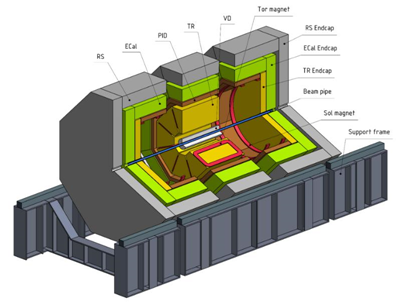 Tor magnet
VD
TR
PID
ECal
RS
RS Endcap
ECal Endcap
TR Endcap
Beam pipe
Sol magnet
Support frame